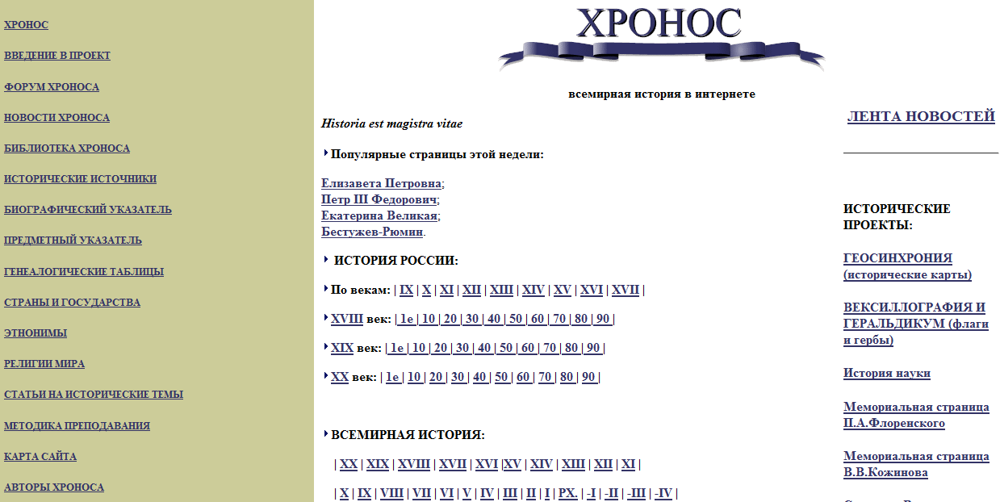 ХРОНОС
ВВЕДЕНИЕ В ПРОЕКТ
ФОРУМ ХРОНОСА
НОВОСТИ ХРОНОСА
БИБЛИОТЕКА ХРОНОСА
ИСТОРИЧЕСКИЕ ИСТОЧНИКИ
БИОГРАФИЧЕСКИЙ УКАЗАТЕЛЬ
ПРЕДМЕТНЫЙ УКАЗАТЕЛЬ
ГЕНЕАЛОГИЧЕСКИЕ ТАБЛИЦЫ
СТРАНЫ И ГОСУДАРСТВА
ЭТНОНИМЫ
РЕЛИГИИ МИРА
СТАТЬИ НА ИСТОРИЧЕСКИЕ ТЕМЫ
МЕТОДИКА ПРЕПОДАВАНИЯ
КАРТА САЙТА
АВТОРЫ ХРОНОСА
ХРОНОС
всемирная история в интернете
Historia est magistra vitae
Популярные страницы этой недели:
Елизавета Петровна;
Петр III Федорович;
Екатерина Великая;
Бестужев-Рюмин.
ИСТОРИЯ РОССИИ:
По векам: | IX | X | XI | XII | XIII | XIV | XV | XVI | XVII |
XVIII век: | 1е | 10 | 20 | 30 | 40 | 50 | 60 | 70 | 80 | 90 |
XIX век: | 1е | 10 | 20 | 30 | 40 | 50 | 60 | 70 | 80 | 90 |
XX век: | 1е | 10 | 20 | 30 | 40 | 50 | 60 | 70 | 80 | 90 |
ВСЕМИРНАЯ ИСТОРИЯ:
| XX | XIX | XVIII | XVII | XVI |XV | XIV | XIII | XII | XI |
| X | IX | VIII | VII | VI | V | IV | III | II | I | РХ. | -I | -II | -III | -IV |
ЛЕНТА НОВОСТЕЙ
ИСТОРИЧЕСКИЕ
ПРОЕКТЫ:
ГЕОСИНХРОНИЯ
(исторические карты)
ВЕКСИЛЛОГРАФИЯ И
ГЕРАЛЬДИКУМ (флаги
и гербы)
История науки
Мемориальная страница
П.А.Флоренского
Мемориальная страница
В.В.Кожинова